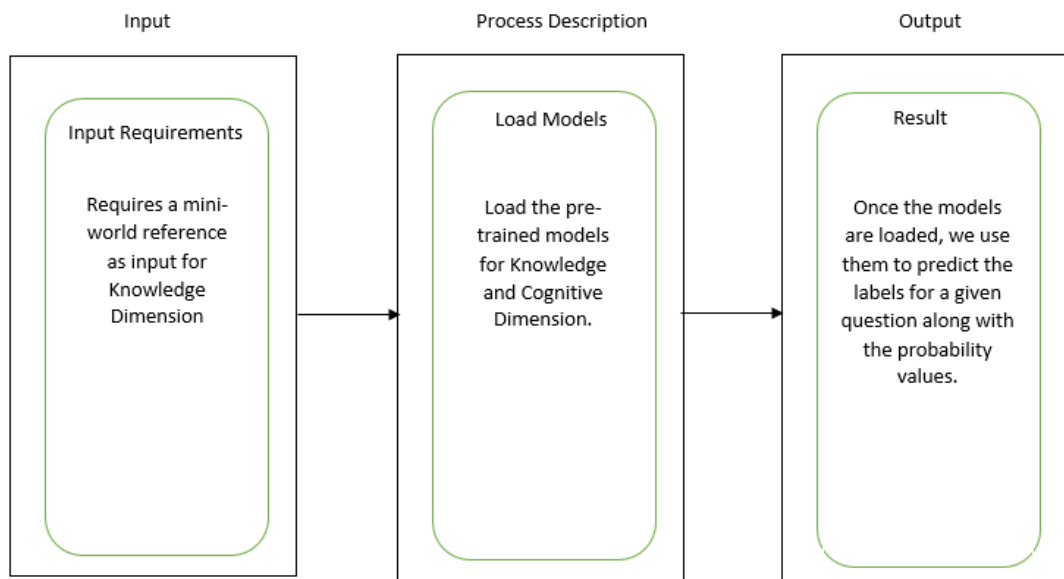 Input
Process Description
Output
Input Requirements
Requires a mini-
world reference
as input for
Knowledge
Dimension
Load Models
Load the pre-
trained models
for Knowledge
and Cognitive
Dimension.
Result
Once the models
are loaded, we use
them to predict the
labels for a given
question along with
the probability
values.